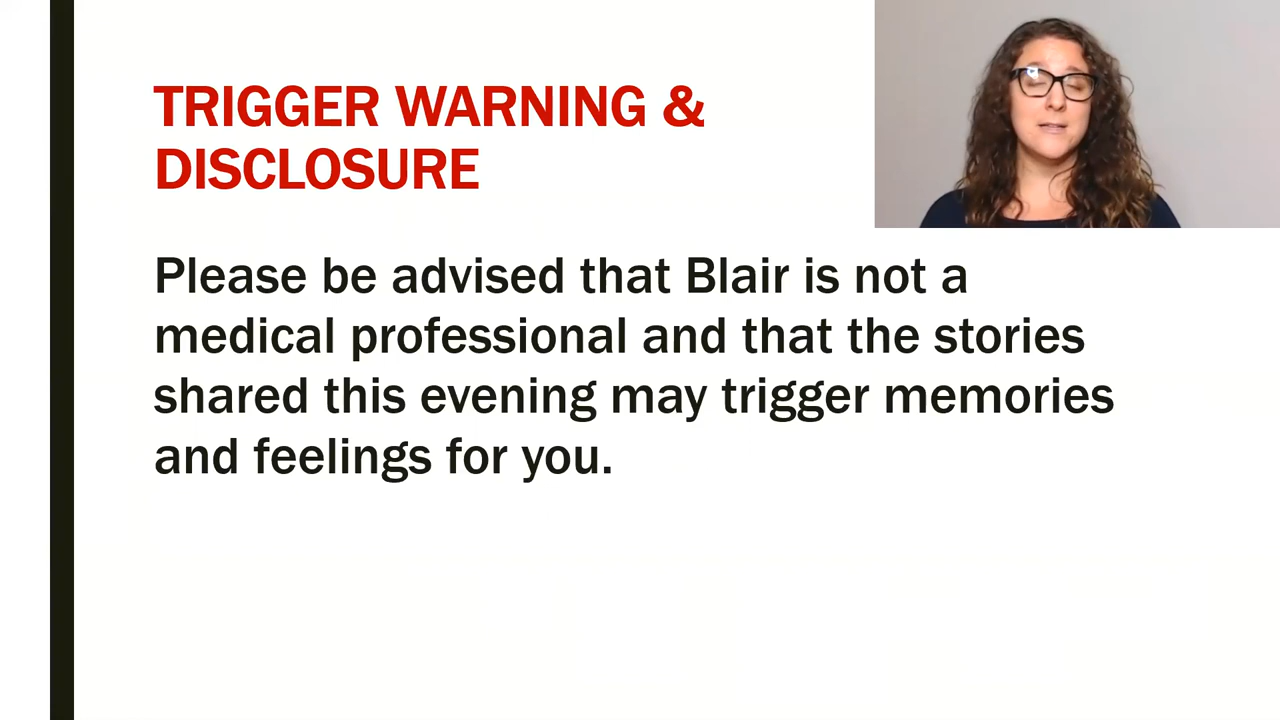 TRIGGER WARNING &
DISCLOSURE
Please be advised that Blair is not a
medical professional and that the stories
shared this evening may trigger memories
and feelings for you.